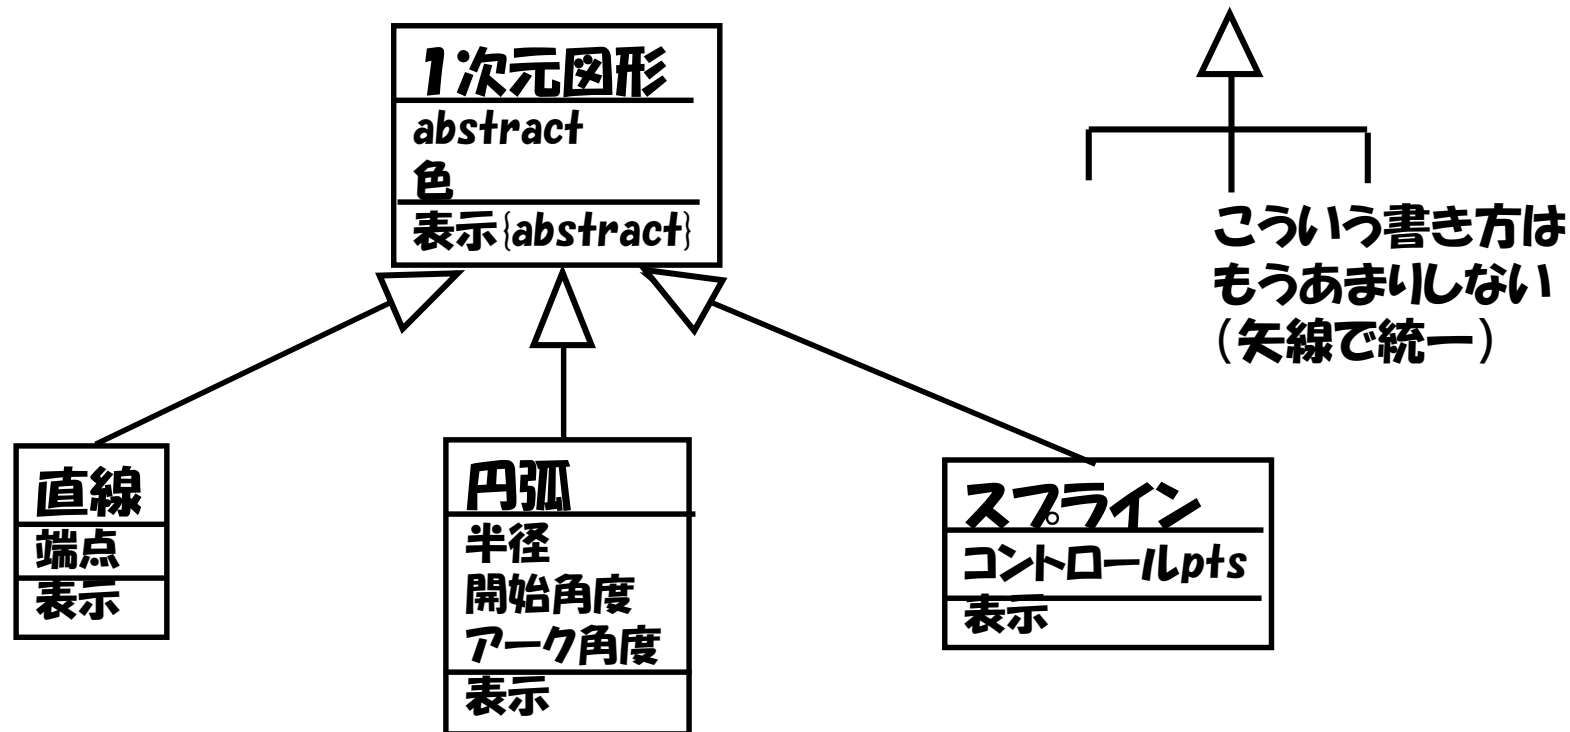 1次元図形
abstract
色
表示{abstract}
こういう書き方は
もうあまりしない
(矢線で統一)
直線
端点
表示
円弧
半径
開始角度
アーク角度
表示
スプライン
コントロールpts
表示